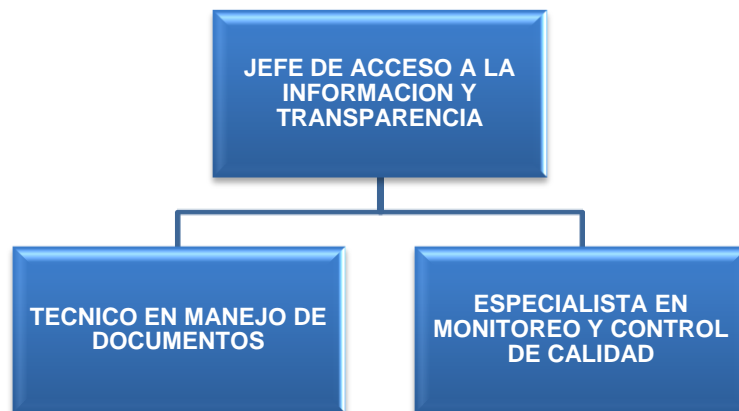 JEFE DE ACCESO A LA
INFORMACION Y
TRANSPARENCIA
TECNICO EN MANEJO DE
DOCUMENTOS
ESPECIALISTA EN
MONITOREO Y CONTROL
DE CALIDAD